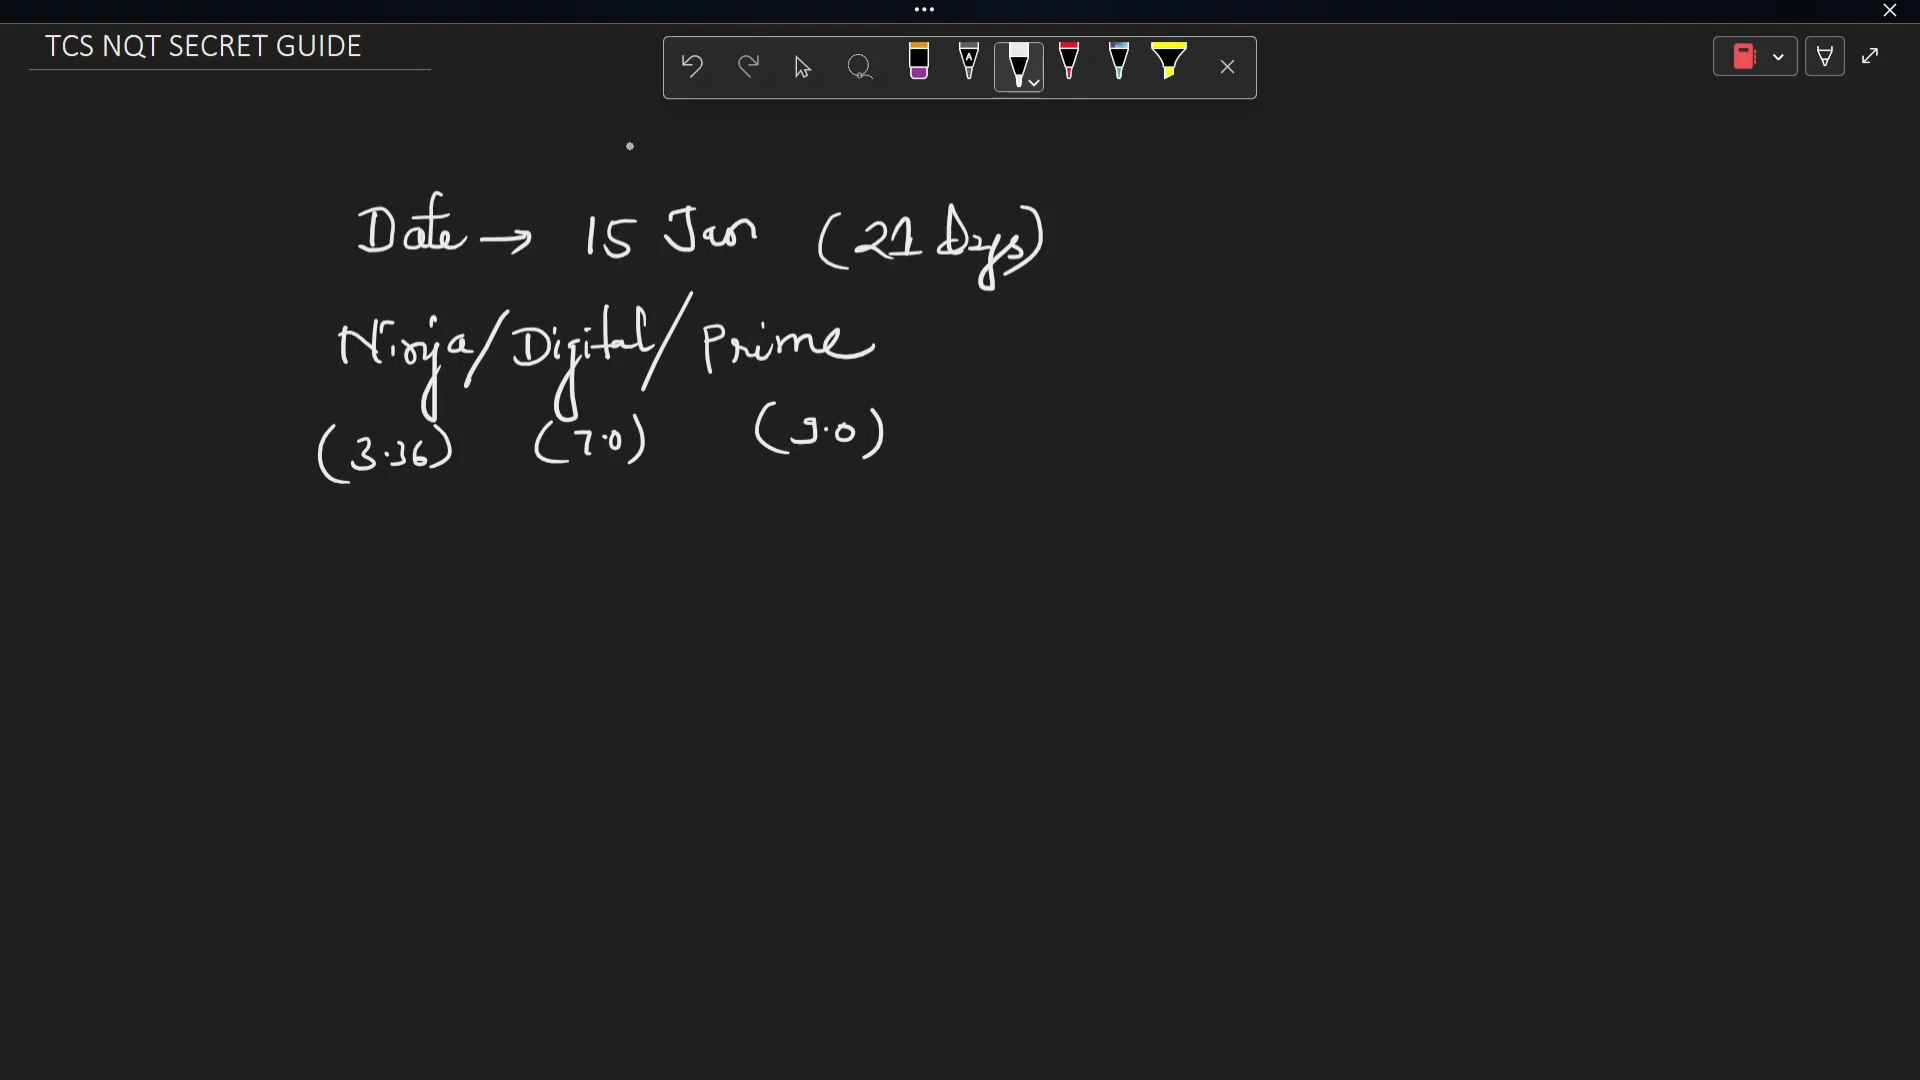 TCS NQT SECRET GUIDE
Date → 15 Jan (21 Days)
Ninja/Digital/Prime
(3.36) (7.0) (9.0)